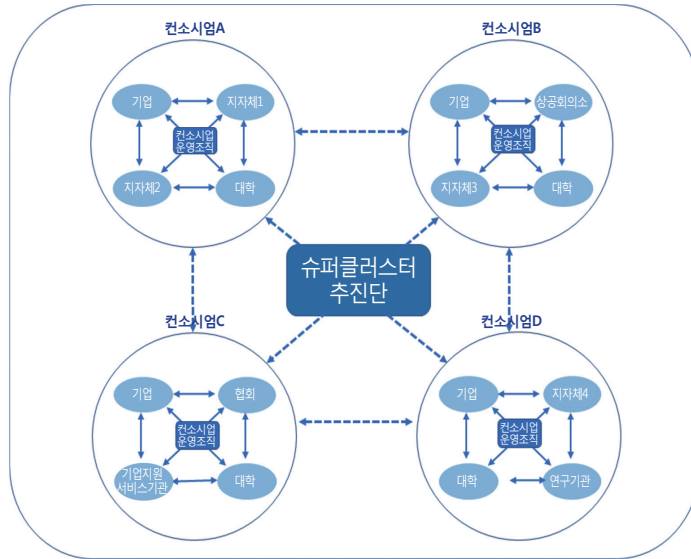 컨소시엄A
컨소시엄B
기업
지자체1
컨소시엄
운영조직
지자체2
대학
기업
상공회의소
컨소시엄
운영조직
지자체3
대학
슈퍼클러스터
추진단
컨소시엄C
컨소시엄D
기업
협회
컨소시엄
운영조직
기업지원
서비스기관
대학
기업
지자체4
컨소시엄
운영조직
대학
연구기관